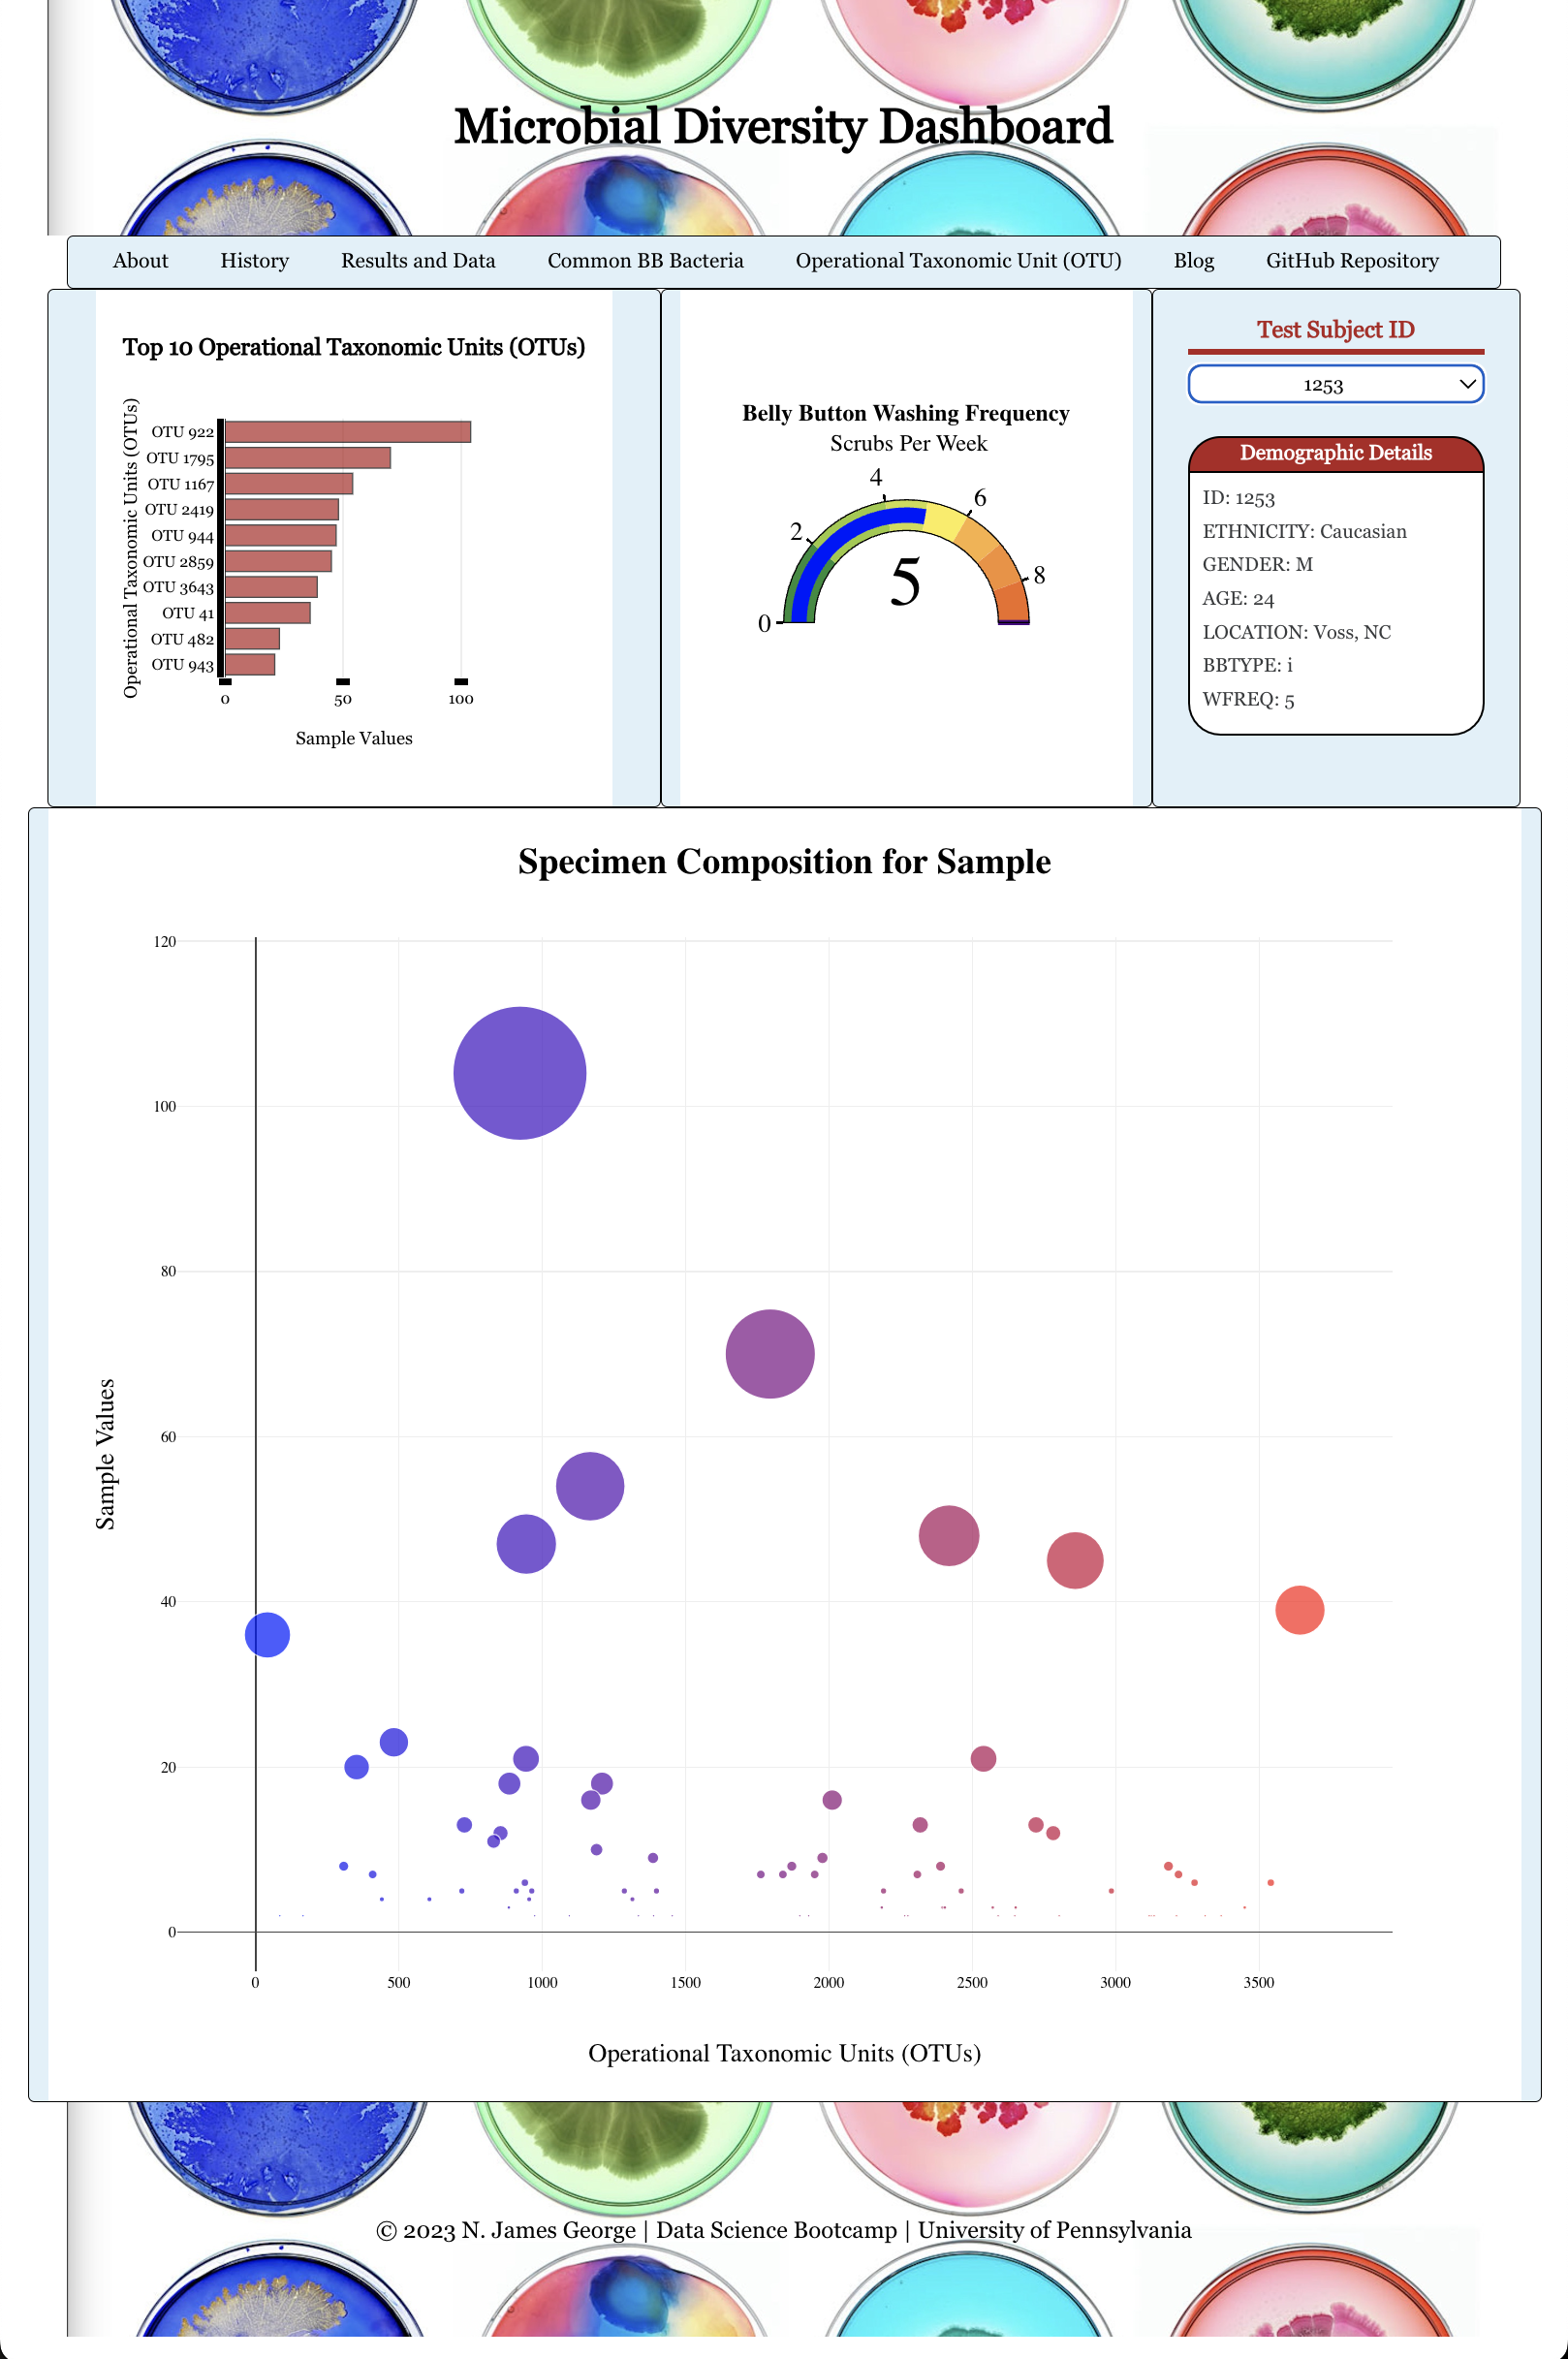 Microbial Diversity Dashboard
About History Results and Data Common BB Bacteria Operational Taxonomic Unit (OTU) Blog GitHub Repository
Top 10 Operational Taxonomic Units (OTUs)
Operational Taxonomic Units (OTUs)
OTU 922
OTU 1795
OTU 1167
OTU 2419
OTU 944
OTU 2859
OTU 3643
OTU 41
OTU 482
OTU 943
0 50 100
Sample Values
Belly Button Washing Frequency
Scrubs Per Week
0 2 4 6 8
5
Test Subject ID
1253
Demographic Details
ID: 1253
ETHNICITY: Caucasian
GENDER: M
AGE: 24
LOCATION: Voss, NC
BBTYPE: i
WFREQ: 5
Specimen Composition for Sample
Sample Values
120
100
80
60
40
20
0
0 500 1000 1500 2000 2500 3000 3500
Operational Taxonomic Units (OTUs)
© 2023 N. James George | Data Science Bootcamp | University of Pennsylvania